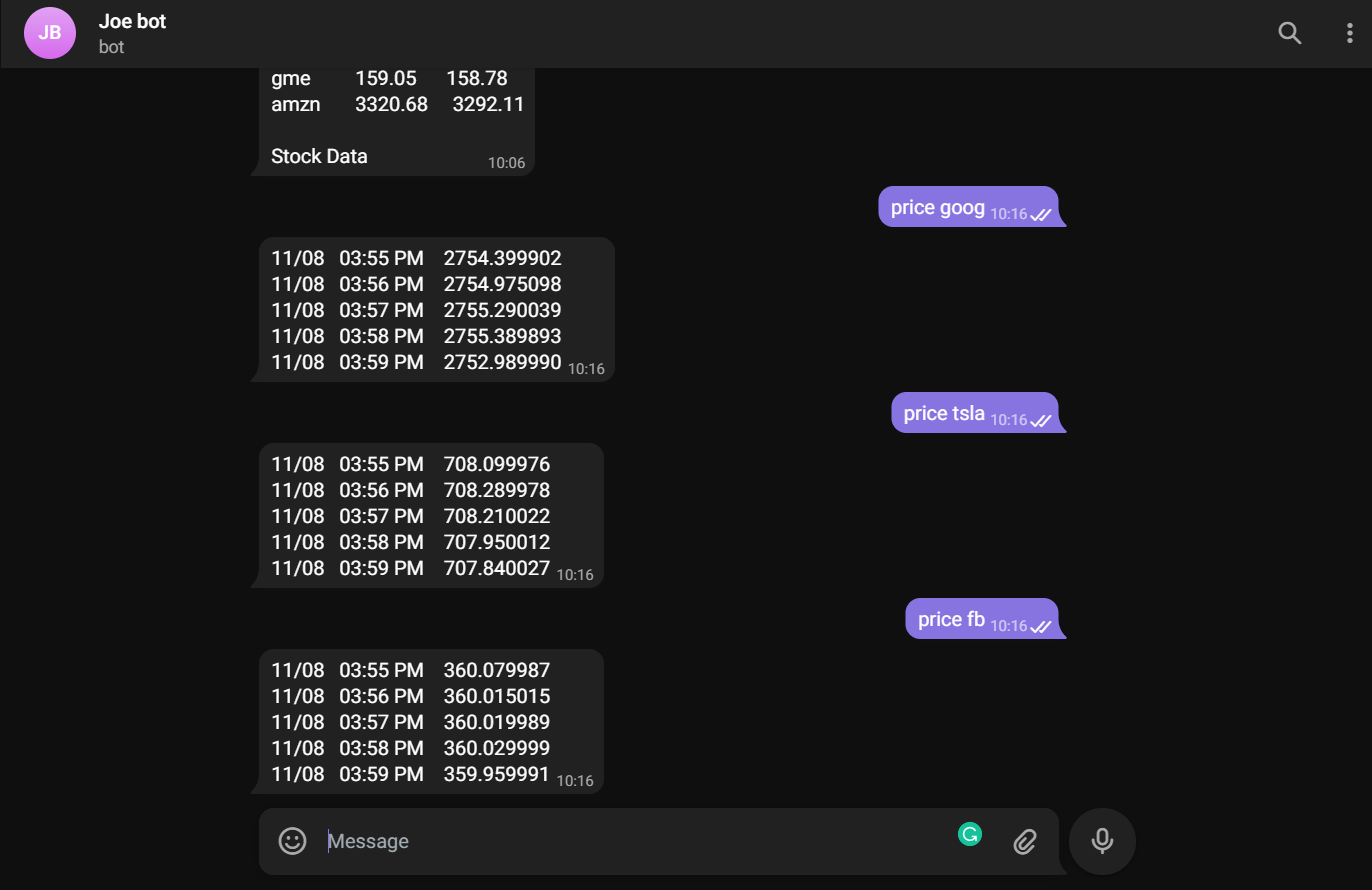 JB
Joe bot
bot
gme 159.05 158.78
amzn 3320.68 3292.11
Stock Data 10:06
price goog 10:16
11/08 03:55 PM 2754.399902
11/08 03:56 PM 2754.975098
11/08 03:57 PM 2755.290039
11/08 03:58 PM 2755.389893
11/08 03:59 PM 2752.989990 10:16
price tsla 10:16
11/08 03:55 PM 708.099976
11/08 03:56 PM 708.289978
11/08 03:57 PM 708.210022
11/08 03:58 PM 707.950012
11/08 03:59 PM 707.840027 10:16
price fb 10:16
11/08 03:55 PM 360.079987
11/08 03:56 PM 360.015015
11/08 03:57 PM 360.019989
11/08 03:58 PM 360.029999
11/08 03:59 PM 359.959991 10:16
Message
G